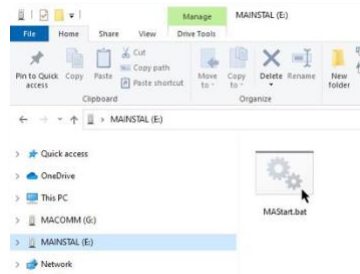 Manage MAINSTAL (E:)
File Home Share View Drive Tools
Pin to Quick access
Copy
Paste
Cut
Copy path
Paste shortcut
Move to
Copy to
Delete
Rename
New folder
Clipboard Organize
MAINSTAL (E:)
Quick access
OneDrive
This PC
MACOMM (G:)
MAINSTAL (E:)
Network
MAStart.bat